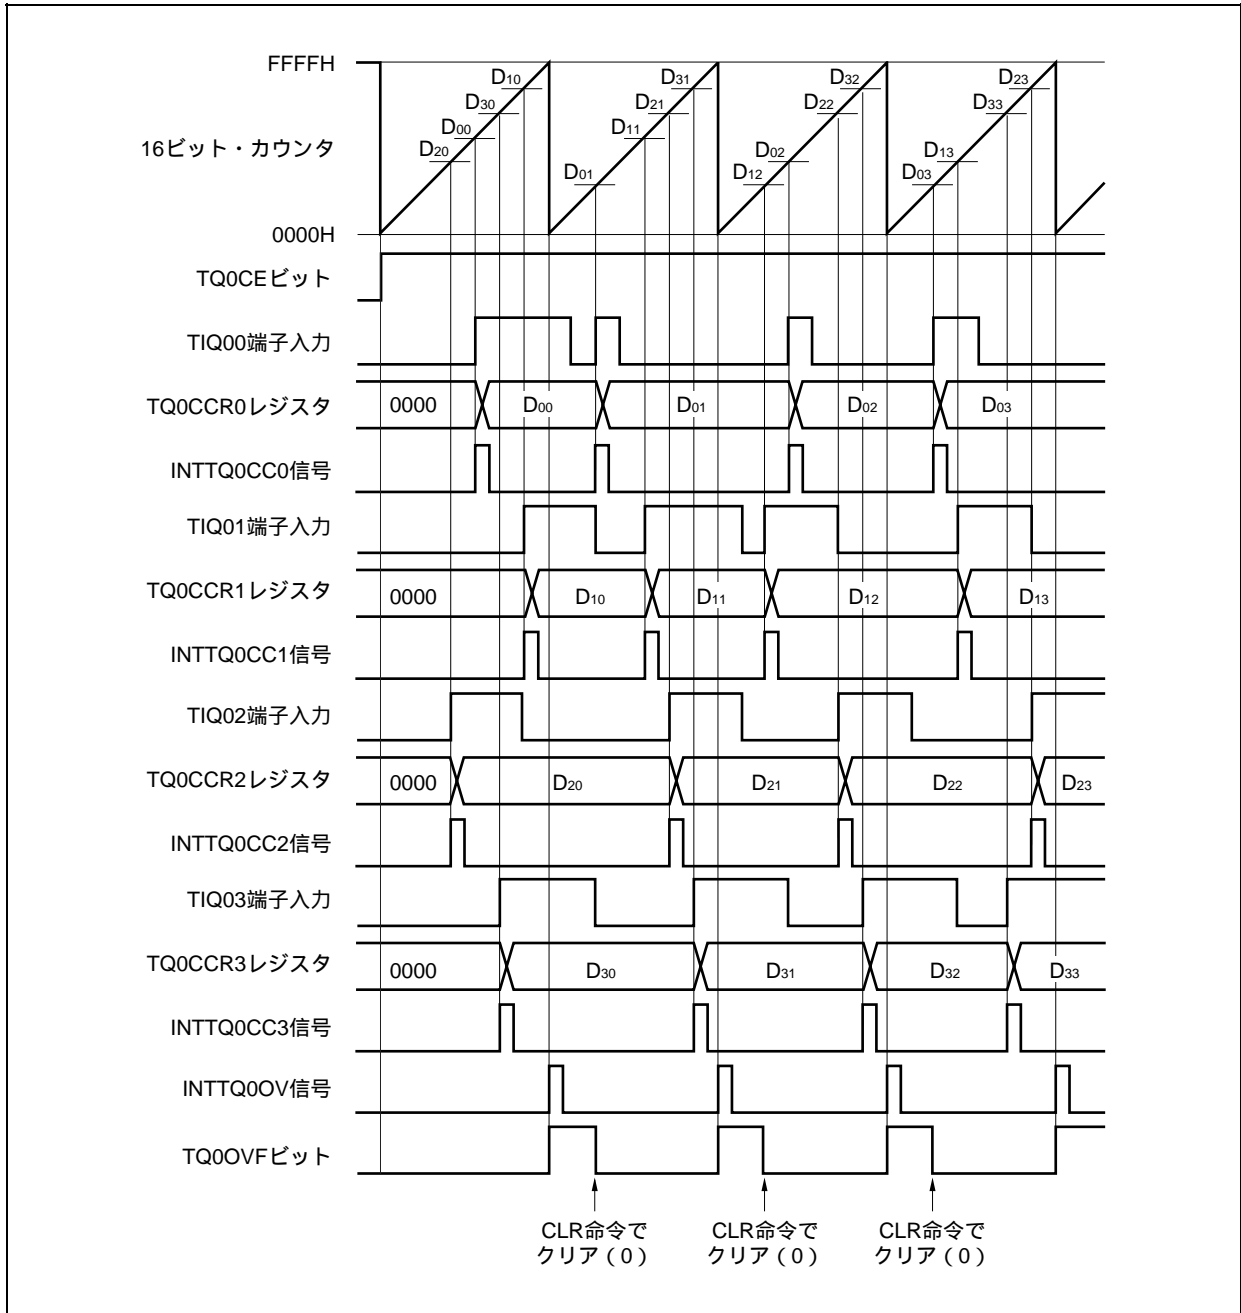 FFFFH
16ビット・カウンタ
0000H
D10
D30
D00
D20
D31
D21
D11
D01
D32
D22
D02
D12
D23
D33
D13
D03
TQ0CEビット
TIQ00端子入力
TQ0CCR0レジスタ
0000 D00 D01 D02 D03
INTTQ0CC0信号
TIQ01端子入力
TQ0CCR1レジスタ
0000 D10 D11 D12 D13
INTTQ0CC1信号
TIQ02端子入力
TQ0CCR2レジスタ
0000 D20 D21 D22 D23
INTTQ0CC2信号
TIQ03端子入力
TQ0CCR3レジスタ
0000 D30 D31 D32 D33
INTTQ0CC3信号
INTTQ0OV信号
TQ0OVFビット
CLR命令で
クリア（0）
CLR命令で
クリア（0）
CLR命令で
クリア（0）